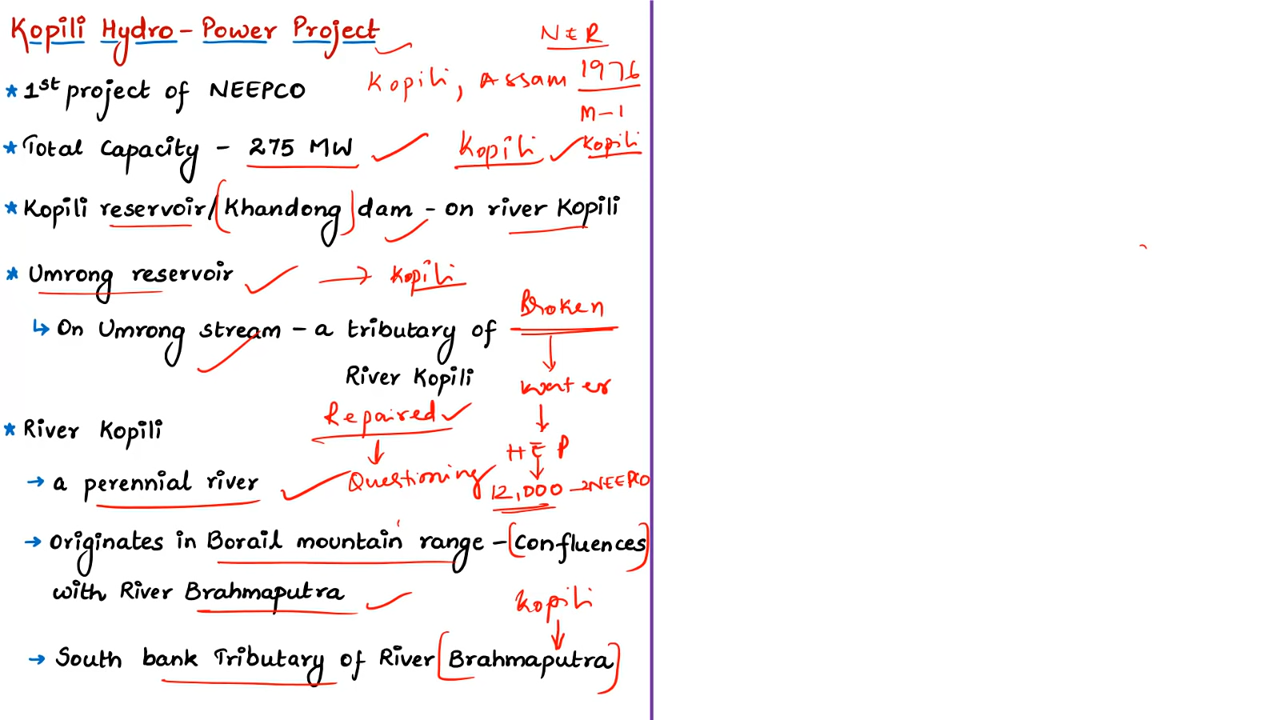 Kopili Hydro-Power Project
NER
* 1st project of NEEPCO
Kopili, Assam 1976
M-1
* Total Capacity - 275 MW
Kopili
Kopili
* Kopili reservoir/(Khandong) dam - on river Kopili
* Umrong reservoir
→ Kopili
Broken
↳ On Umrong stream - a tributary of
River Kopili
Water
Repaired
* River Kopili
HEP
→ a perennial river
Questioning
12,000 → NEEPCO
→ Originates in Borail mountain range - [Confluences]
with River Brahmaputra
Kopili
→ South bank Tributary of River [Brahmaputra]